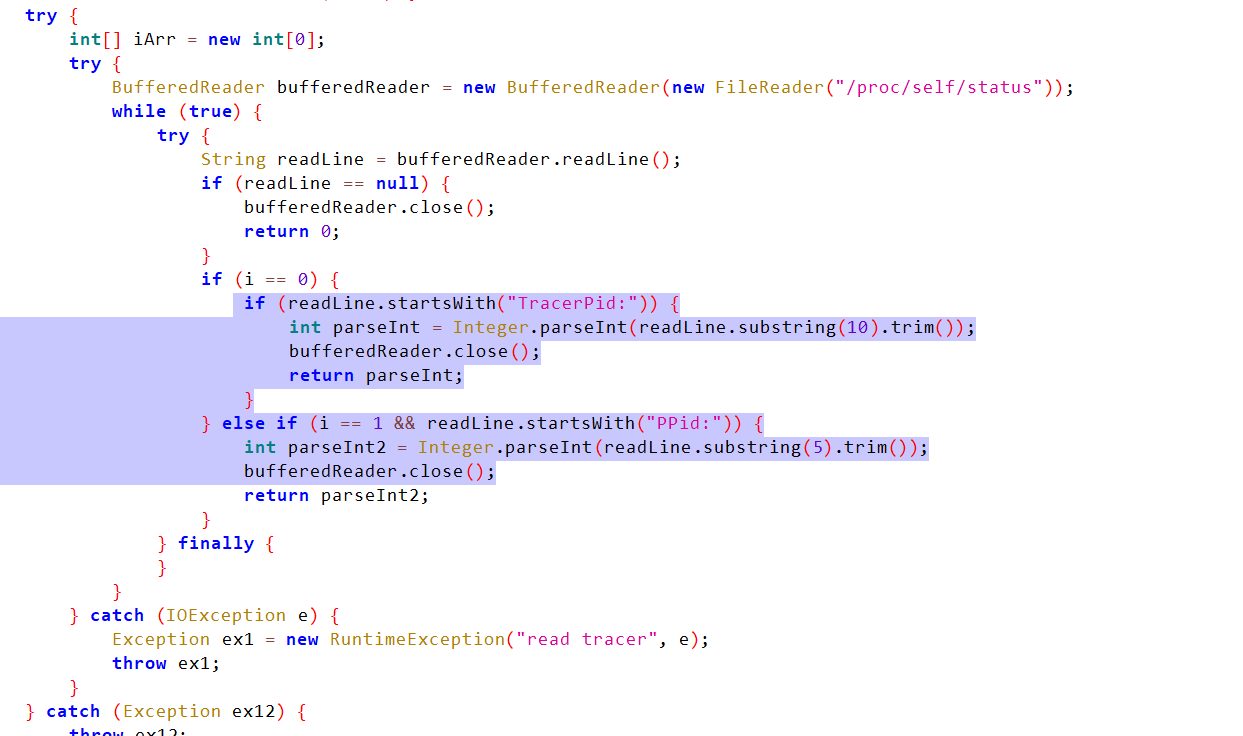 try {
int[] iArr = new int[0];
try {
BufferedReader bufferedReader = new BufferedReader(new FileReader("/proc/self/status"));
while (true) {
try {
String readLine = bufferedReader.readLine();
if (readLine == null) {
bufferedReader.close();
return 0;
}
if (i == 0) {
if (readLine.startsWith("TracerPid:")) {
int parseInt = Integer.parseInt(readLine.substring(10).trim());
bufferedReader.close();
return parseInt;
}
} else if (i == 1 && readLine.startsWith("PPid:")) {
int parseInt2 = Integer.parseInt(readLine.substring(5).trim());
bufferedReader.close();
return parseInt2;
}
} finally {
}
}
} catch (IOException e) {
Exception ex1 = new RuntimeException("read tracer", e);
throw ex1;
}
} catch (Exception ex12) {
throw ex12;